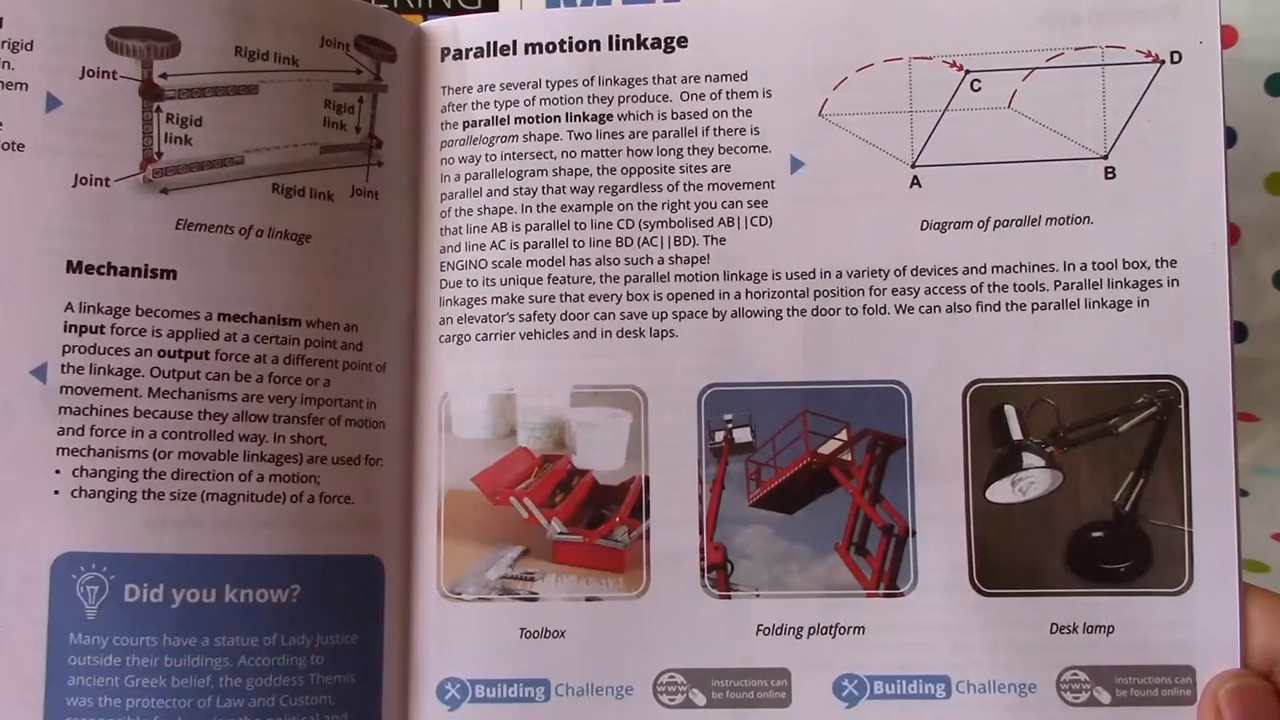 rigid
Rigid link
Joint
Joint
Rigid
link
Rigid
link
Joint
Rigid link
Joint
Elements of a linkage
Mechanism
A linkage becomes a mechanism when an
input force is applied at a certain point and
produces an output force at a different point of
the linkage. Output can be a force or a
movement. Mechanisms are very important in
machines because they allow transfer of motion
and force in a controlled way. In short,
mechanisms (or movable linkages) are used for:
▪ changing the direction of a motion;
▪ changing the size (magnitude) of a force.
Did you know?
Many courts have a statue of Lady Justice
outside their buildings. According to
ancient Greek belief, the goddess Themis
was the protector of Law and Custom,
Parallel motion linkage
There are several types of linkages that are named
after the type of motion they produce. One of them is
the parallel motion linkage which is based on the
parallelogram shape. Two lines are parallel if there is
no way to intersect, no matter how long they become.
In a parallelogram shape, the opposite sites are
parallel and stay that way regardless of the movement
of the shape. In the example on the right you can see
that line AB is parallel to line CD (symbolised AB||CD)
and line AC is parallel to line BD (AC||BD). The
ENGINO scale model has also such a shape!
Due to its unique feature, the parallel motion linkage is used in a variety of devices and machines. In a tool box, the
linkages make sure that every box is opened in a horizontal position for easy access of the tools. Parallel linkages in
an elevator's safety door can save up space by allowing the door to fold. We can also find the parallel linkage in
cargo carrier vehicles and in desk laps.
C
D
A
B
Diagram of parallel motion.
Toolbox
Folding platform
Desk lamp
Building Challenge
www
instructions can
be found online
Building Challenge
www
instructions can
be found online